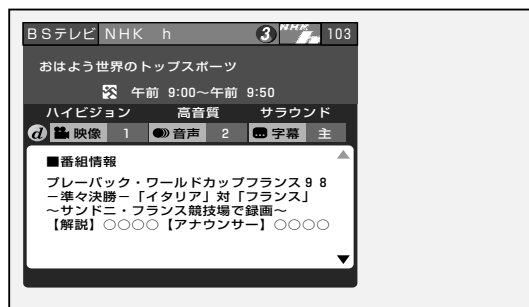 BSテレビ NHK h 3 NHK 103
おはよう世界のトップスポーツ
午前 9:00～午前 9:50
ハイビジョン 高音質 サラウンド
d 映像 1 音声 2 字幕 主
■番組情報
プレーバック・ワールドカップフランス98
－準々決勝－「イタリア」対「フランス」
～サンドニ・フランス競技場で録画～
【解説】○○○○【アナウンサー】○○○○